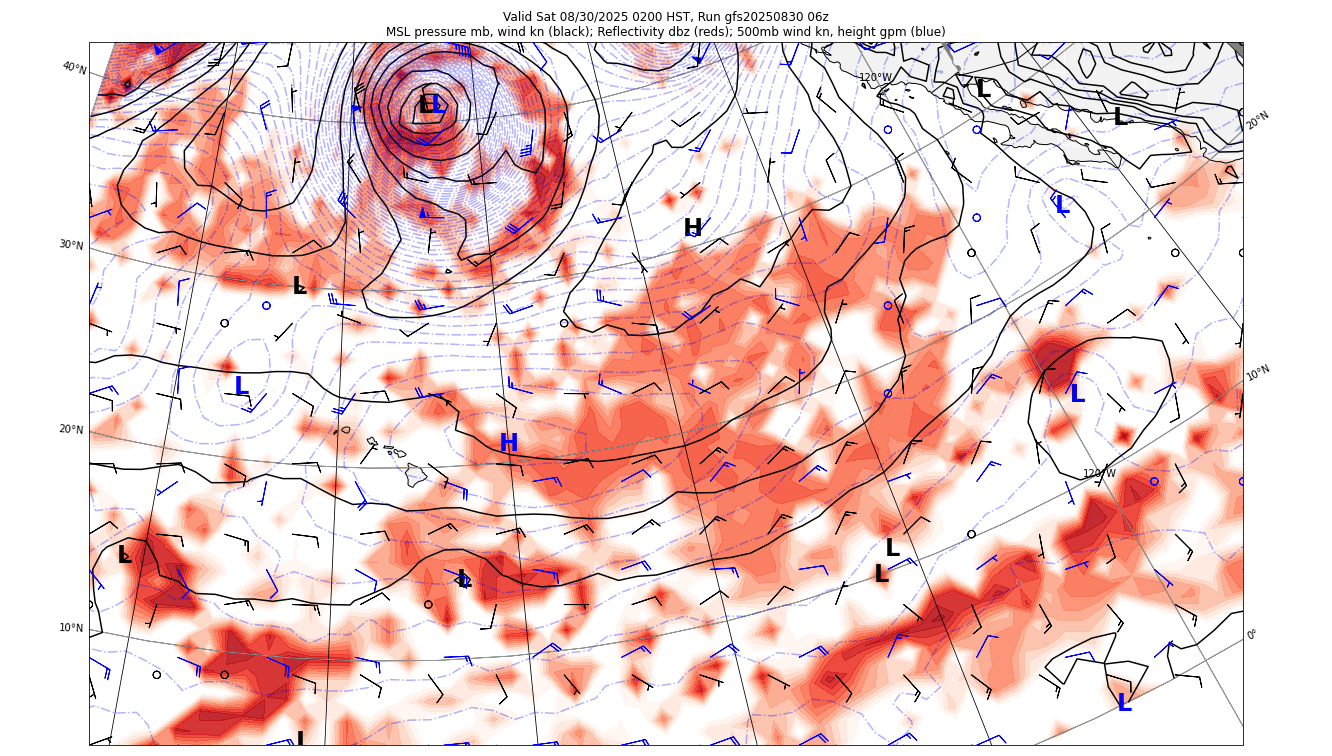 Valid Sat 08/30/2025 0200 HST, Run gfs20250830 06z
MSL pressure mb, wind kn (black); Reflectivity dbz (reds); 500mb wind kn, height gpm (blue)
40°N
120°W
L
L
L
L
20°N
L
H
30°N
L
10°N
L
L
20°N
H
120°W
L
L
L
L
10°N
0°
L
L